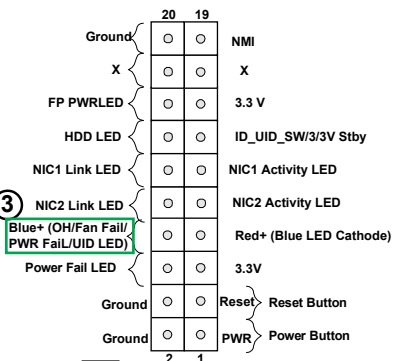 20 19
Ground NMI
X X
FP PWRLED 3.3 V
HDD LED ID_UID_SW/3/3V Stby
NIC1 Link LED NIC1 Activity LED
3 NIC2 Link LED NIC2 Activity LED
Blue+ (OH/Fan Fail/
PWR FaiL/UID LED) Red+ (Blue LED Cathode)
Power Fail LED 3.3V
Ground Reset Reset Button
Ground PWR Power Button
2 1